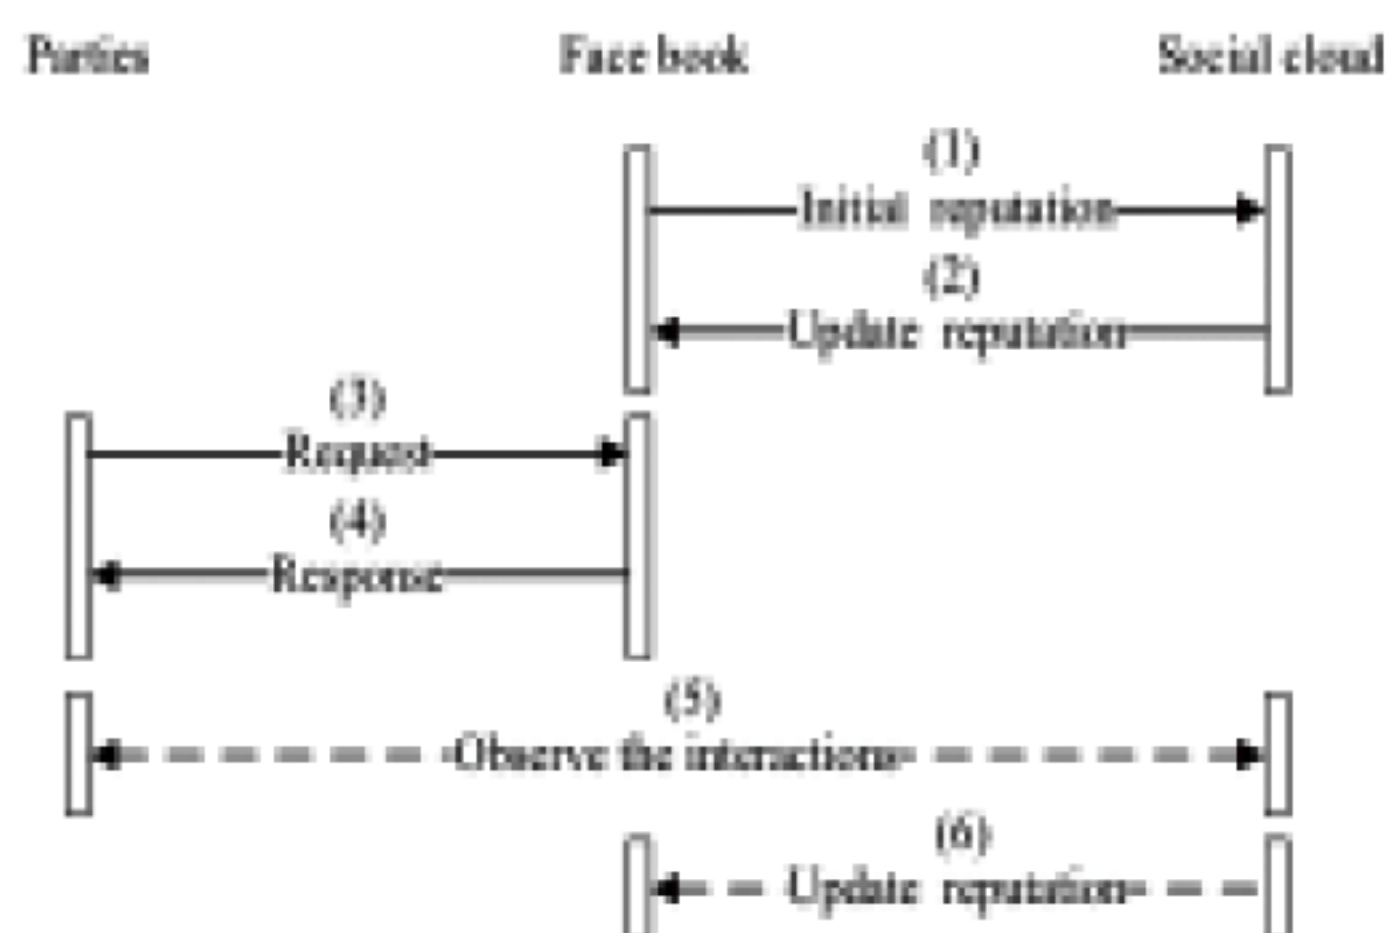 Parties Face book Social cloud
(1)
Initial reputation
(2)
Update reputation
(3)
Request
(4)
Response
(5)
Observe the interactions
(6)
Update reputation